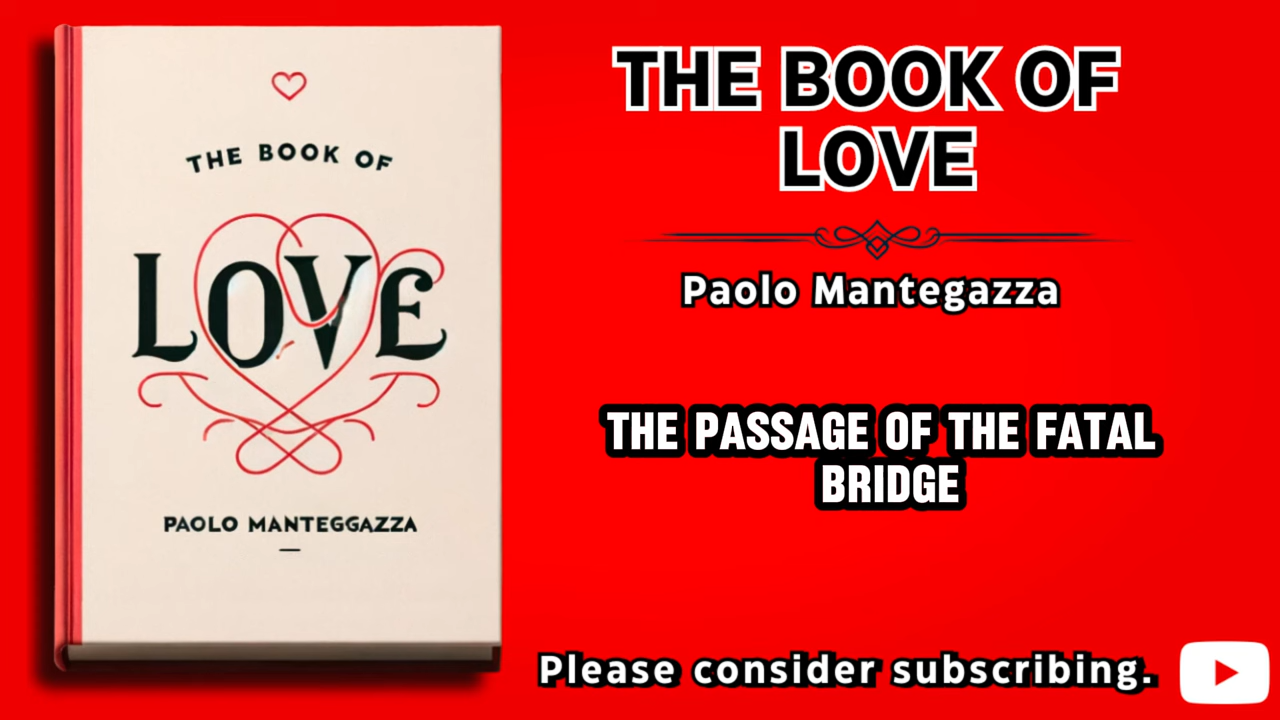 THE BOOK OF
LOVE
PAOLO MANTEGGAZZA
THE BOOK OF
LOVE
Paolo Mantegazza
THE PASSAGE OF THE FATAL
BRIDGE
Please consider subscribing.